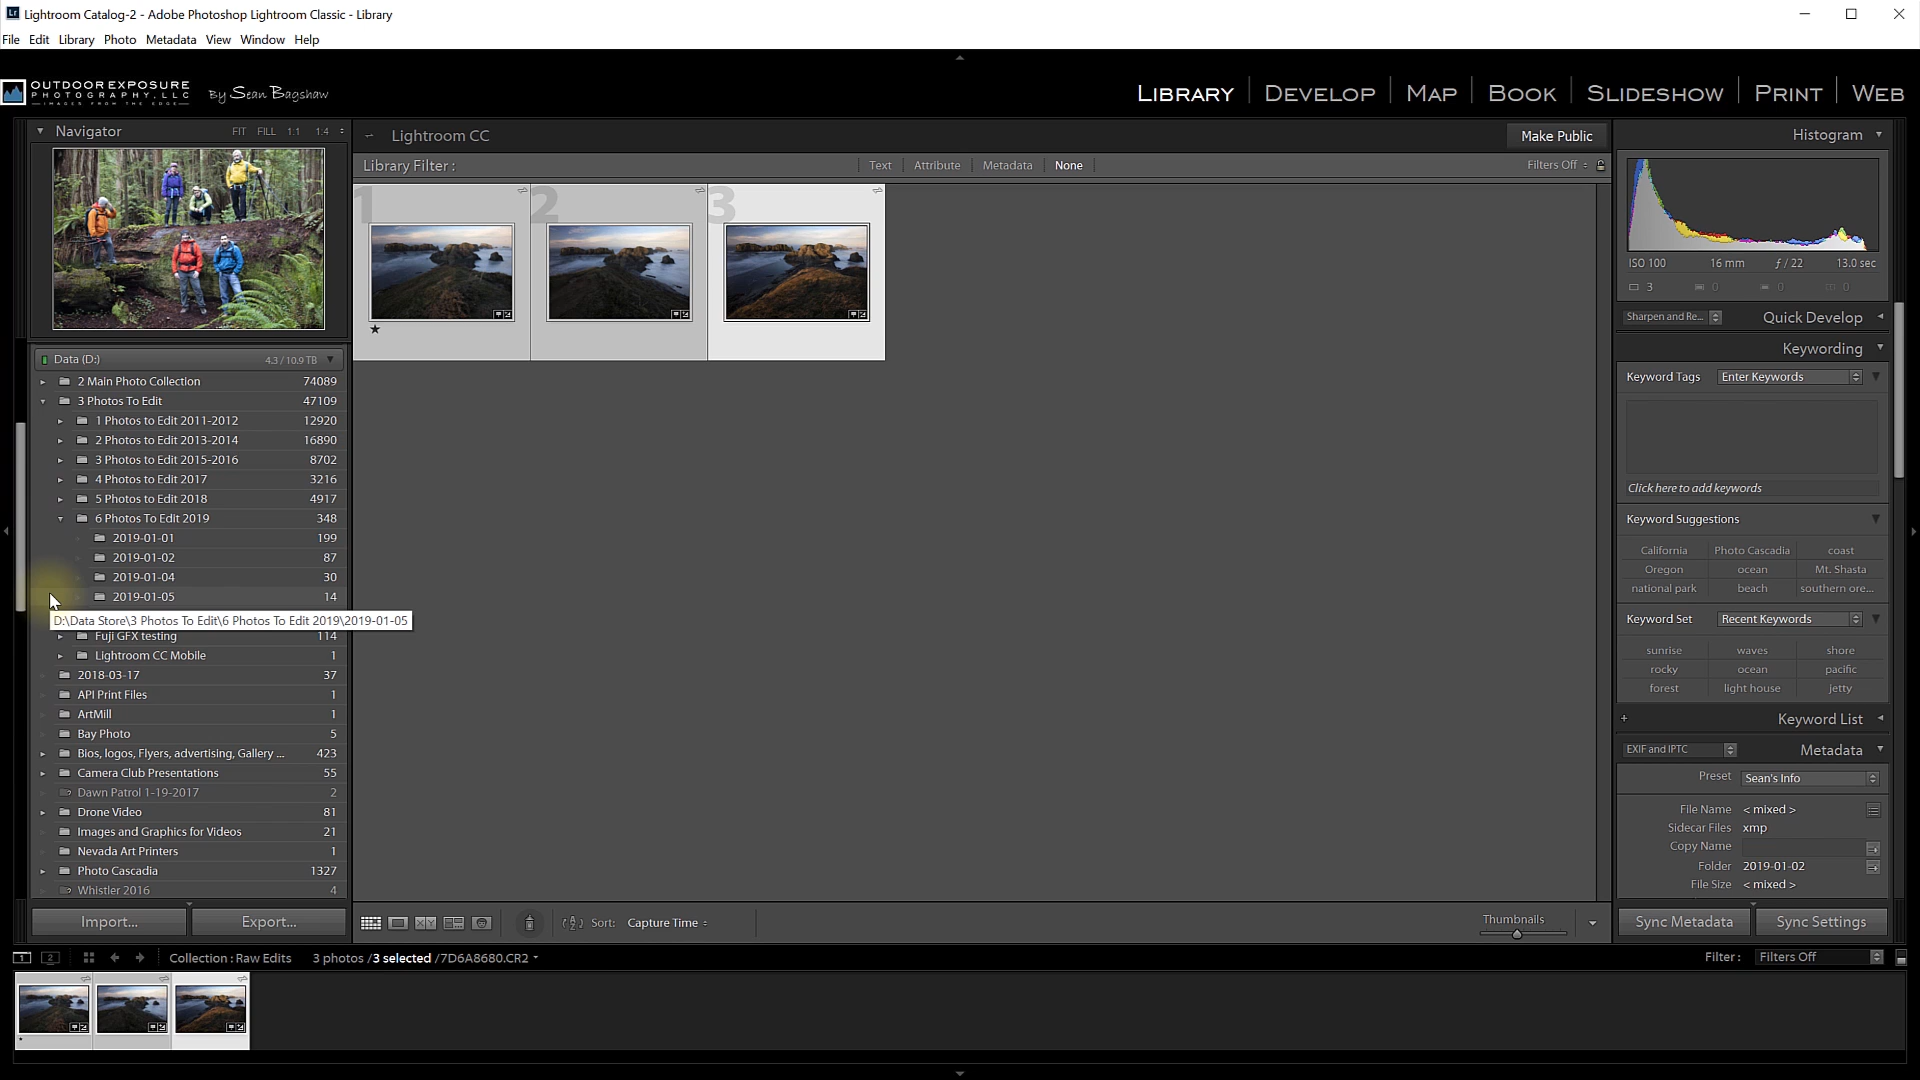 Lr Lightroom Catalog-2 - Adobe Photoshop Lightroom Classic - Library
File Edit Library Photo Metadata View Window Help
OUTDOOR EXPOSURE
PHOTOGRAPHY, LLC
IMAGES FROM THE EDGE
By Sean Bagshaw
LIBRARY DEVELOP MAP BOOK SLIDESHOW PRINT WEB
Navigator FIT FILL 1:1 1:4
Data (D:) 4.3 / 10.9 TB
2 Main Photo Collection 74089
3 Photos To Edit 47109
1 Photos to Edit 2011-2012 12920
2 Photos to Edit 2013-2014 16890
3 Photos to Edit 2015-2016 8702
4 Photos to Edit 2017 3216
5 Photos to Edit 2018 4917
6 Photos To Edit 2019 348
2019-01-01 199
2019-01-02 87
2019-01-04 30
2019-01-05 14
D:\Data Store\3 Photos To Edit\6 Photos To Edit 2019\2019-01-05
Fuji GFX testing 114
Lightroom CC Mobile 1
2018-03-17 37
API Print Files 1
ArtMill 1
Bay Photo 5
Bios, logos, Flyers, advertising, Gallery ... 423
Camera Club Presentations 55
Dawn Patrol 1-19-2017 2
Drone Video 81
Images and Graphics for Videos 21
Nevada Art Printers 1
Photo Cascadia 1327
Whistler 2016 4
Import... Export...
Lightroom CC Make Public
Library Filter : Text Attribute Metadata None Filters Off
1 2 3
Sort: Capture Time Thumbnails
Histogram
ISO 100 16 mm ƒ / 22 13.0 sec
3 0 0 0
Sharpen and Re... Quick Develop
Keywording
Keyword Tags Enter Keywords
Click here to add keywords
Keyword Suggestions
California Photo Cascadia coast
Oregon ocean Mt. Shasta
national park beach southern ore...
Keyword Set Recent Keywords
sunrise waves shore
rocky ocean pacific
forest light house jetty
+ Keyword List
EXIF and IPTC Metadata
Preset Sean's Info
File Name < mixed >
Sidecar Files xmp
Copy Name
Folder 2019-01-02
File Size < mixed >
Sync Metadata Sync Settings
1 2 Collection : Raw Edits 3 photos / 3 selected / 7D6A8680.CR2 Filter : Filters Off